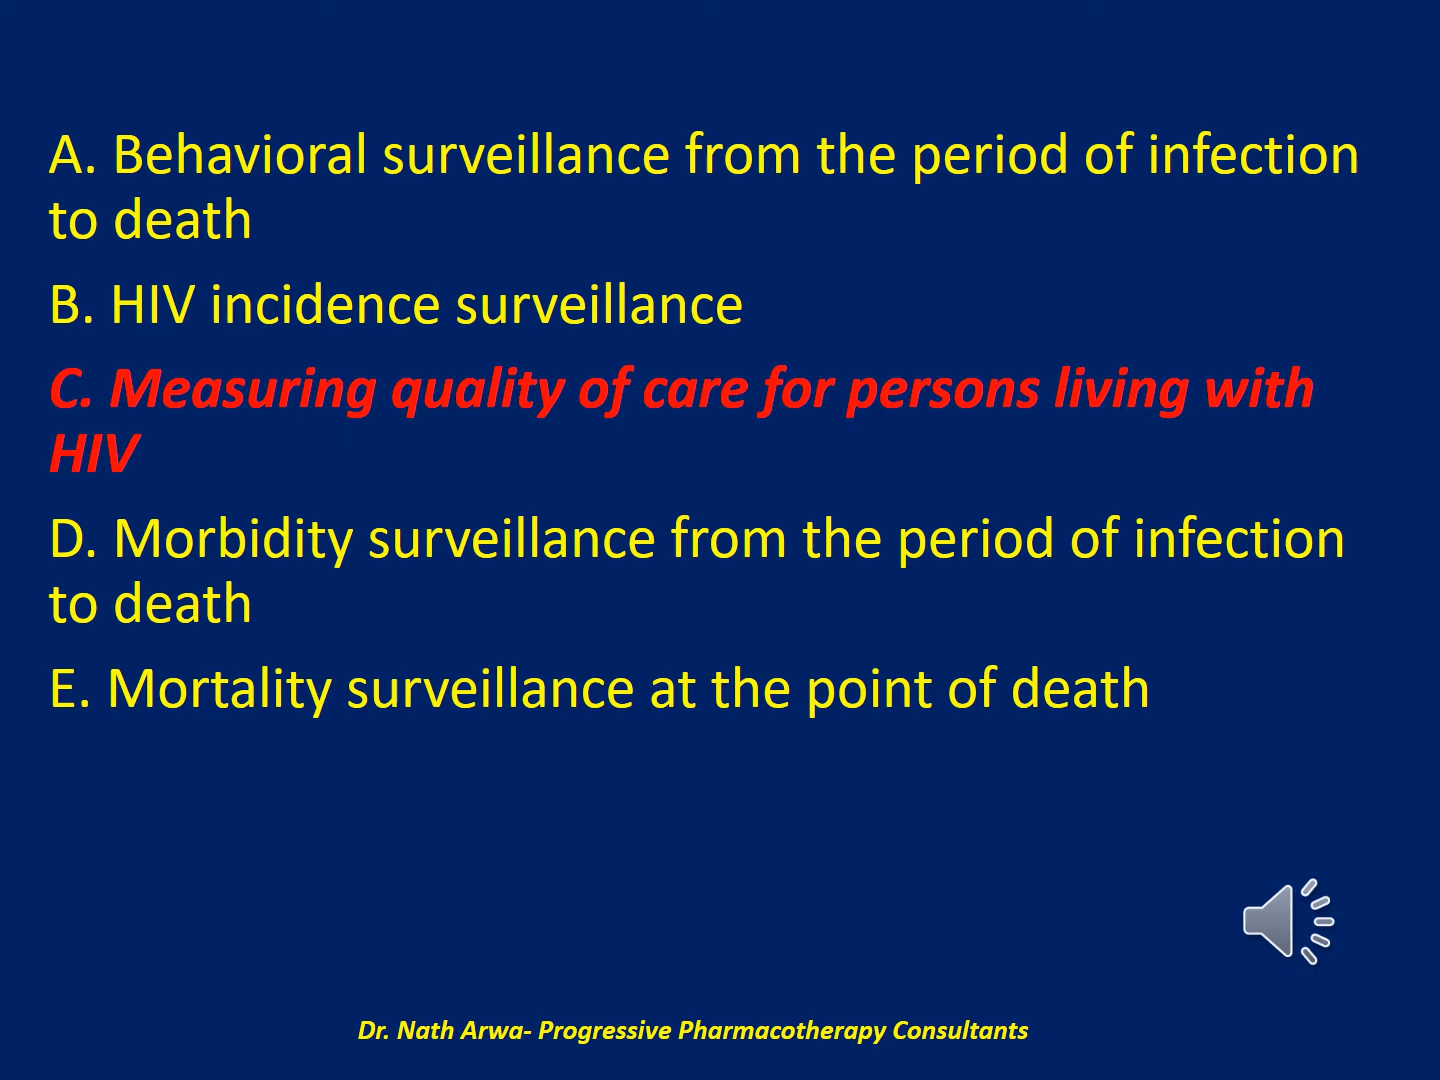 A. Behavioral surveillance from the period of infection
to death
B. HIV incidence surveillance
C. Measuring quality of care for persons living with
HIV
D. Morbidity surveillance from the period of infection
to death
E. Mortality surveillance at the point of death
Dr. Nath Arwa- Progressive Pharmacotherapy Consultants